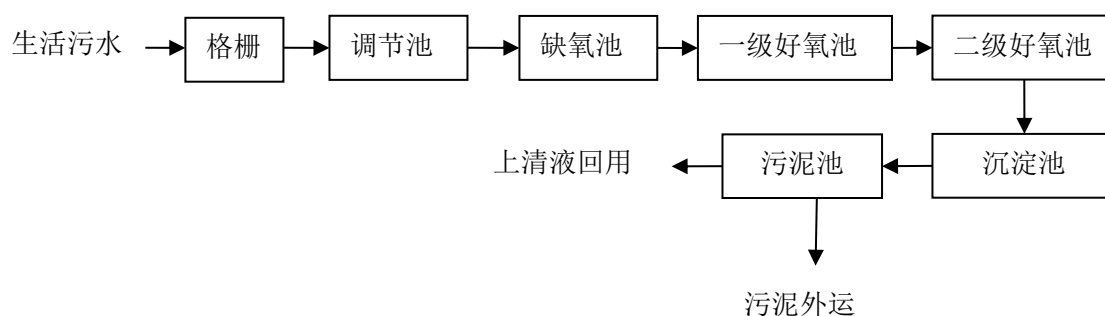 生活污水
格栅
调节池
缺氧池
一级好氧池
二级好氧池
上清液回用
污泥池
沉淀池
污泥外运